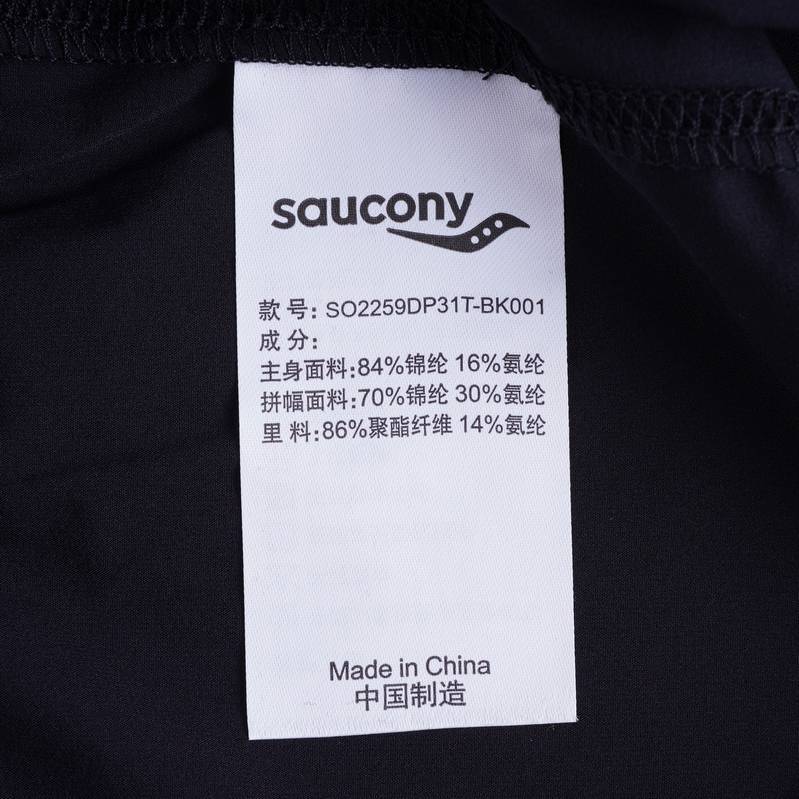 saucony
款号: SO2259DP31T-BK001
成分:
主身面料:84%锦纶 16%氨纶
拼幅面料:70%锦纶 30%氨纶
里料:86%聚酯纤维 14%氨纶
Made in China
中国制造